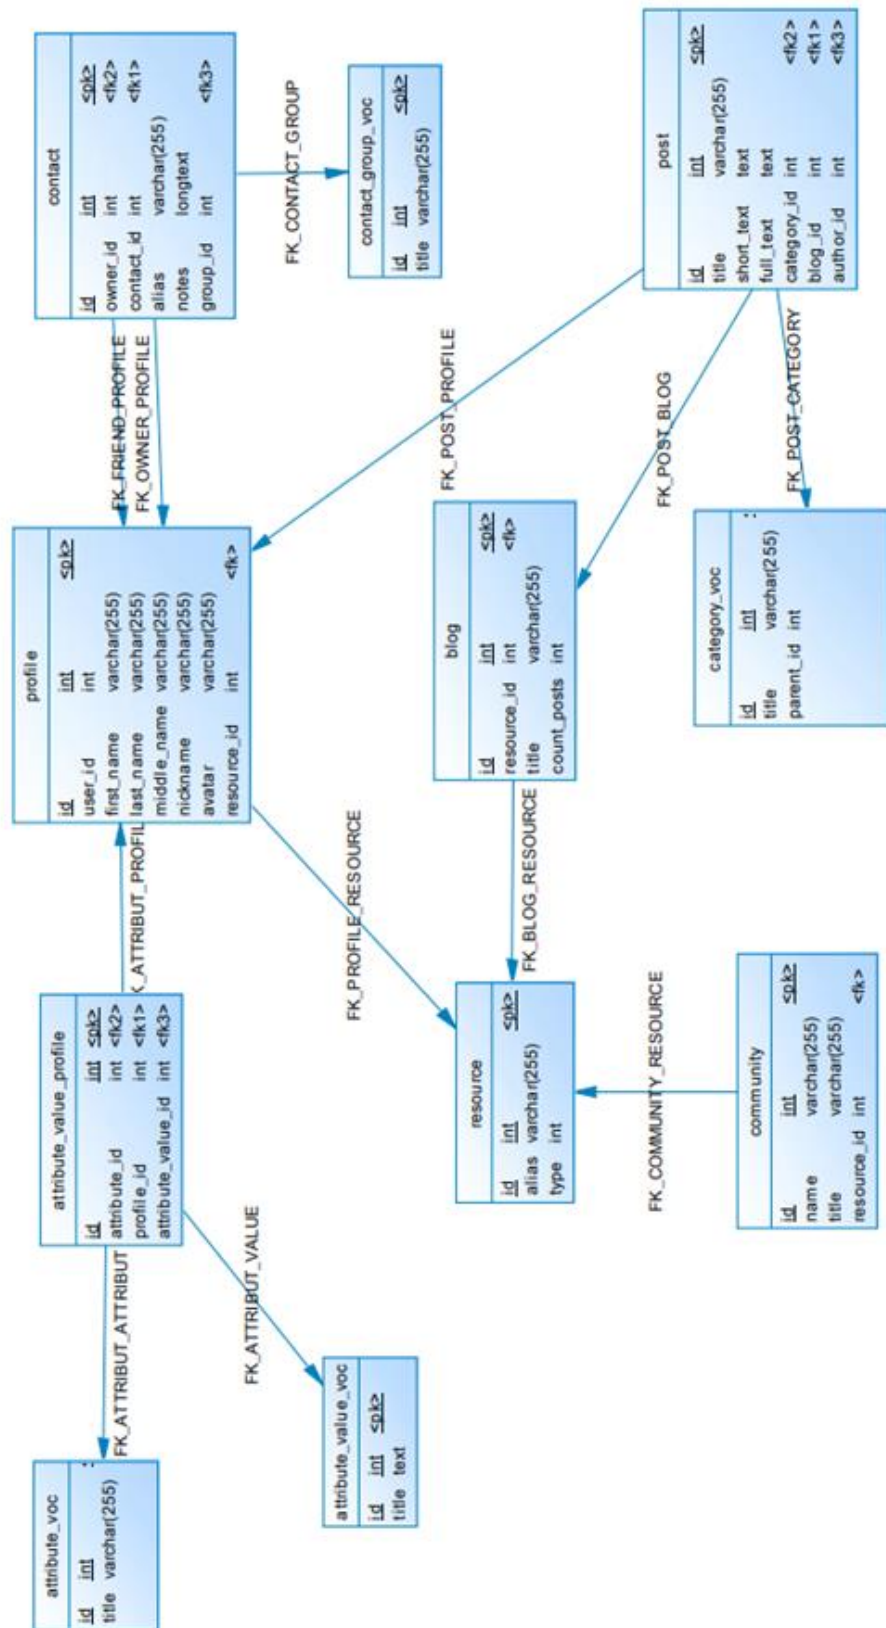 attribute_voc
id int
title varchar(255)
FK_ATTRIBUT_ATTRIBUT
attribute_value_profile
id int <pk>
attribute_id int <fk2>
profile_id int <fk1>
attribute_value_id int <fk3>
K_ATTRIBUT_PROFIL
profile
id int <pk>
user_id int
first_name varchar(255)
last_name varchar(255)
middle_name varchar(255)
nickname varchar(255)
avatar varchar(255)
resource_id int <fk>
FK_FRIEND_PROFILE
FK_OWNER_PROFILE
contact
id int <pk>
owner_id int <fk2>
contact_id int <fk1>
alias varchar(255)
notes longtext
group_id int <fk3>
FK_CONTACT_GROUP
contact_group_voc
id int <pk>
title varchar(255)
FK_ATTRIBUT_VALUE
attribute_value_voc
id int <pk>
title text
FK_PROFILE_RESOURCE
FK_POST_PROFILE
resource
id int <pk>
alias varchar(255)
type int
FK_BLOG_RESOURCE
blog
id int <pk>
resource_id int <fk>
title varchar(255)
count_posts int
FK_POST_BLOG
post
id int <pk>
title varchar(255)
short_text text
full_text text
category_id int <fk2>
blog_id int <fk1>
author_id int <fk3>
FK_POST_CATEGORY
FK_COMMUNITY_RESOURCE
community
id int <pk>
name varchar(255)
title varchar(255)
resource_id int <fk>
category_voc
id int
title varchar(255)
parent_id int